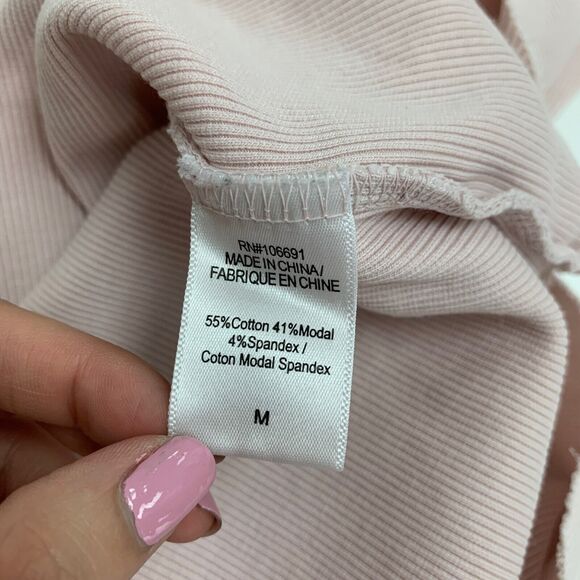 RN#106691
MADE IN CHINA/
FABRIQUE EN CHINE
55%Cotton 41%Modal
4%Spandex /
Coton Modal Spandex
M